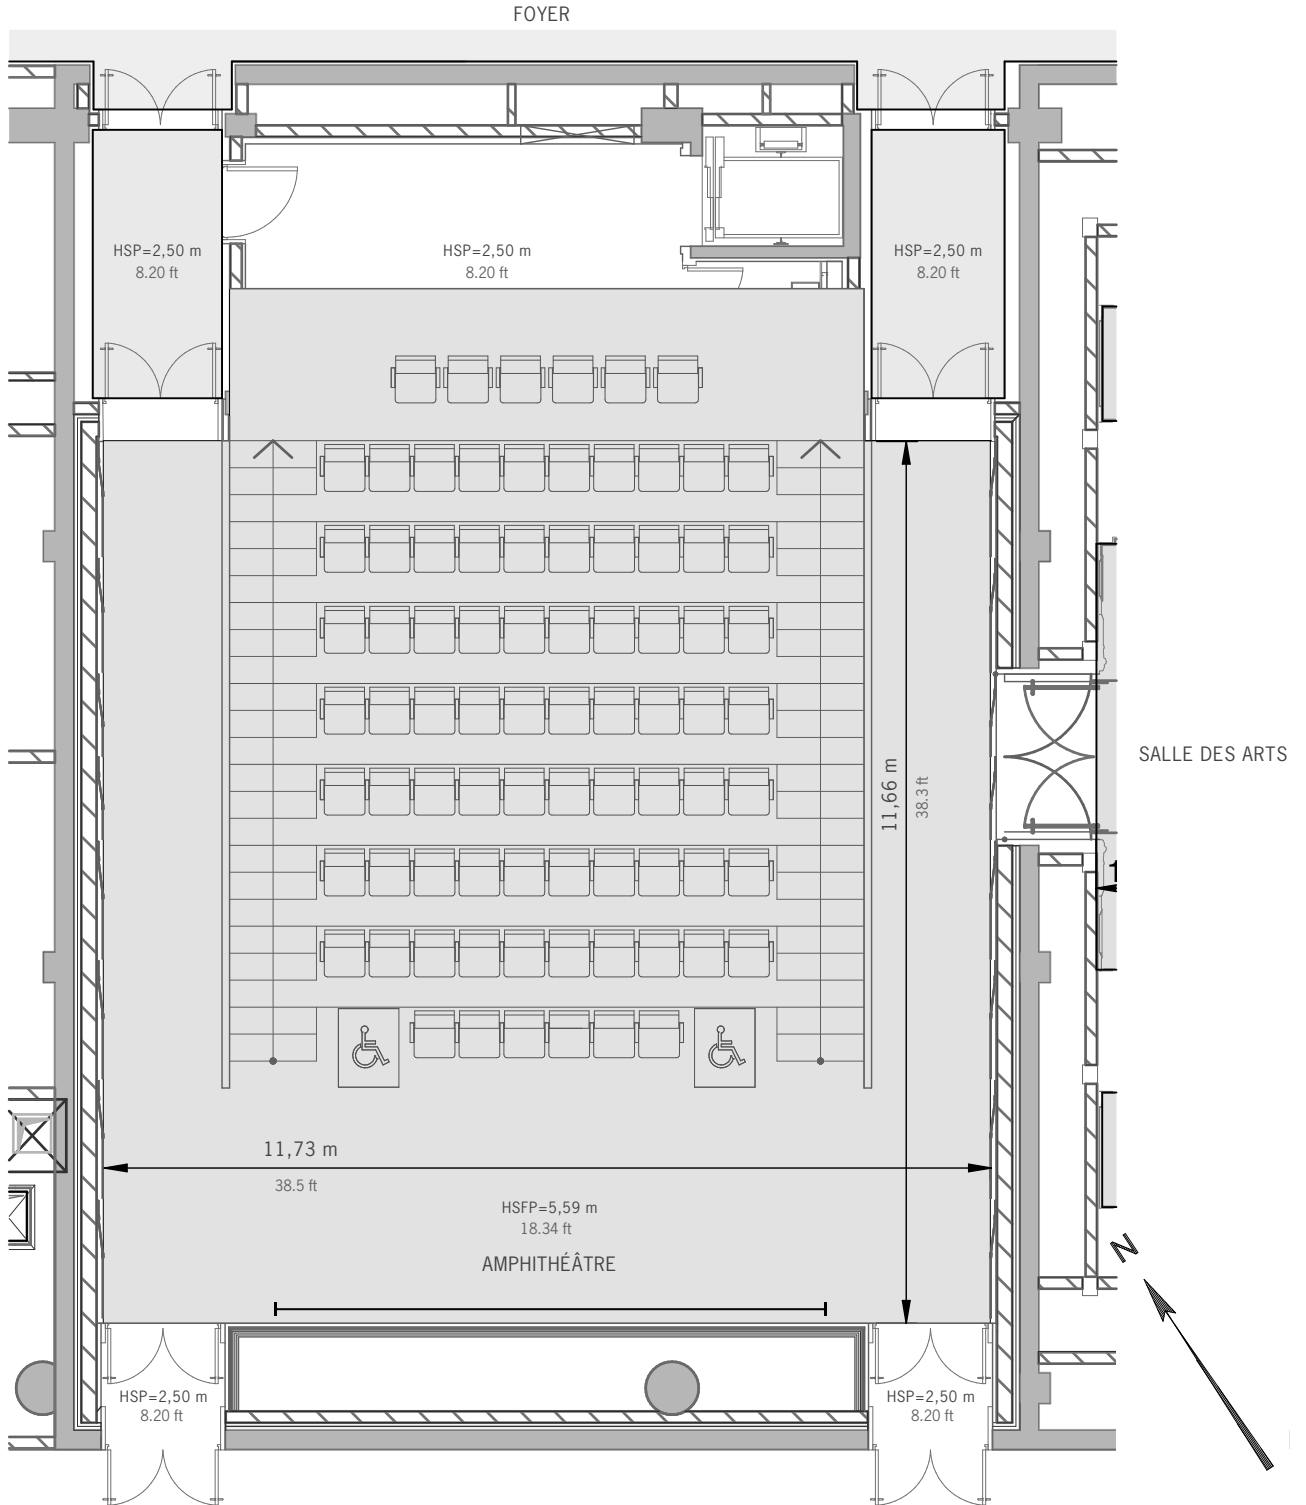 FOYER
HSP=2,50 m
8.20 ft
HSP=2,50 m
8.20 ft
HSP=2,50 m
8.20 ft
11,66 m
38.3 ft
SALLE DES ARTS
11,73 m
38.5 ft
HSFP=5,59 m
18.34 ft
AMPHITHÉÂTRE
N
HSP=2,50 m
8.20 ft
HSP=2,50 m
8.20 ft